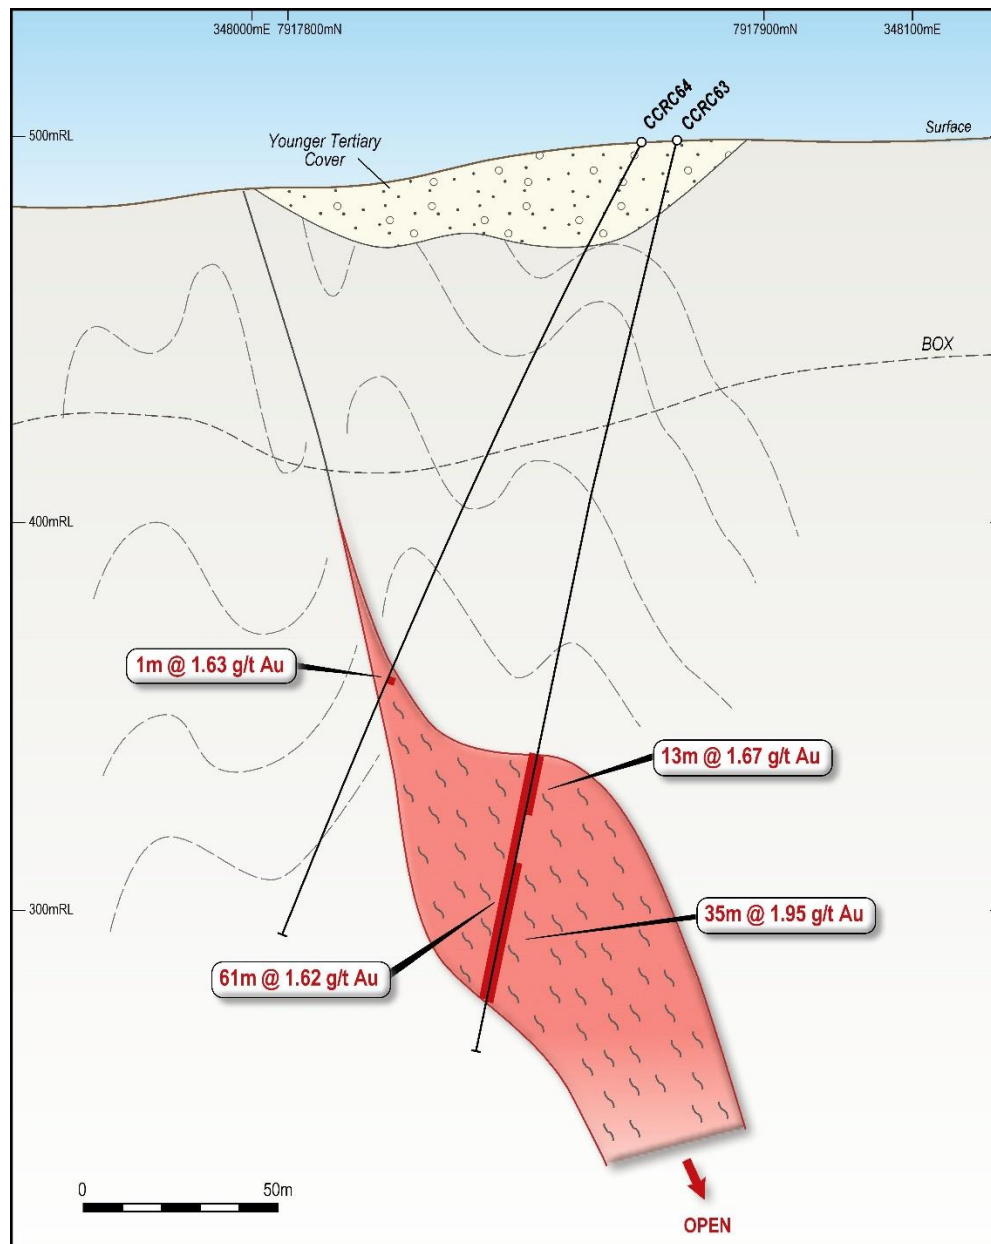 348000mE 7917800mN 7917900mN 348100mE
CCRC64
CCRC63
500mRL
Surface
Younger Tertiary
Cover
BOX
400mRL
1m @ 1.63 g/t Au
13m @ 1.67 g/t Au
300mRL
35m @ 1.95 g/t Au
61m @ 1.62 g/t Au
0 50m
OPEN